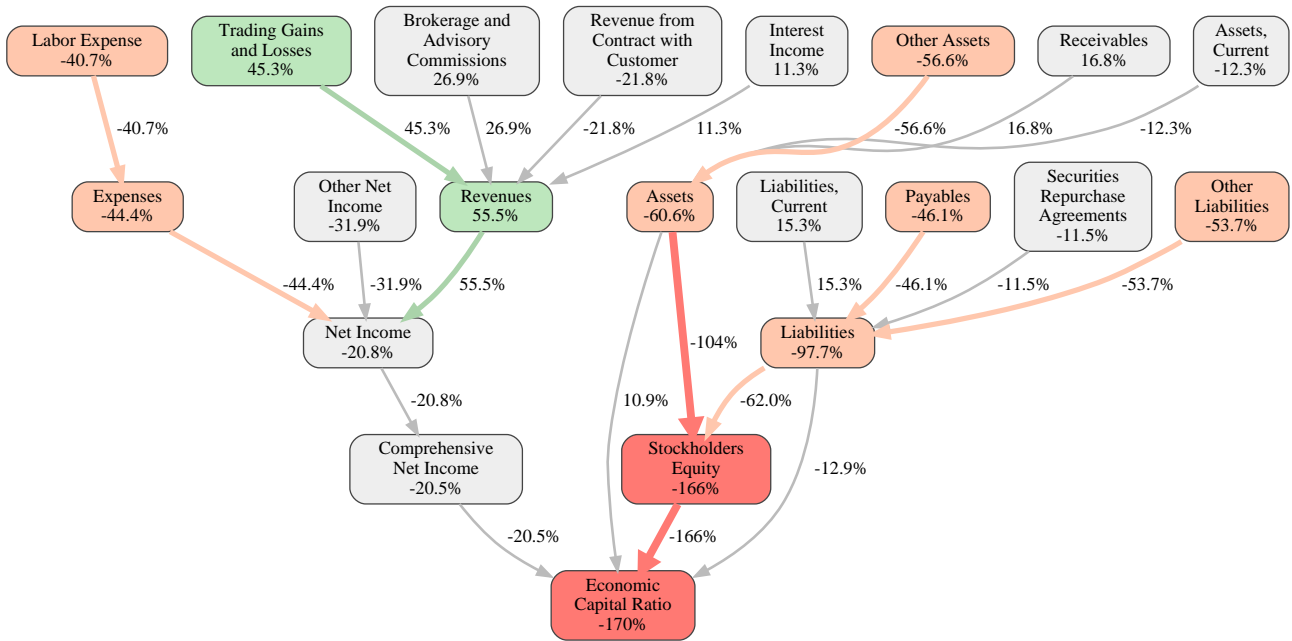 Labor Expense
-40.7%
Trading Gains
and Losses
45.3%
Brokerage and
Advisory
Commissions
26.9%
Revenue from
Contract with
Customer
-21.8%
Interest
Income
11.3%
Other Assets
-56.6%
Receivables
16.8%
Assets,
Current
-12.3%
-40.7%
45.3%
26.9%
-21.8%
11.3%
-56.6%
16.8%
-12.3%
Expenses
-44.4%
Other Net
Income
-31.9%
Revenues
55.5%
Assets
-60.6%
Liabilities,
Current
15.3%
Payables
-46.1%
Securities
Repurchase
Agreements
-11.5%
Other
Liabilities
-53.7%
-44.4%
-31.9%
55.5%
15.3%
-46.1%
-11.5%
-53.7%
Net Income
-20.8%
-104%
Liabilities
-97.7%
-20.8%
10.9%
-62.0%
Comprehensive
Net Income
-20.5%
Stockholders
Equity
-166%
-12.9%
-20.5%
-166%
Economic
Capital Ratio
-170%